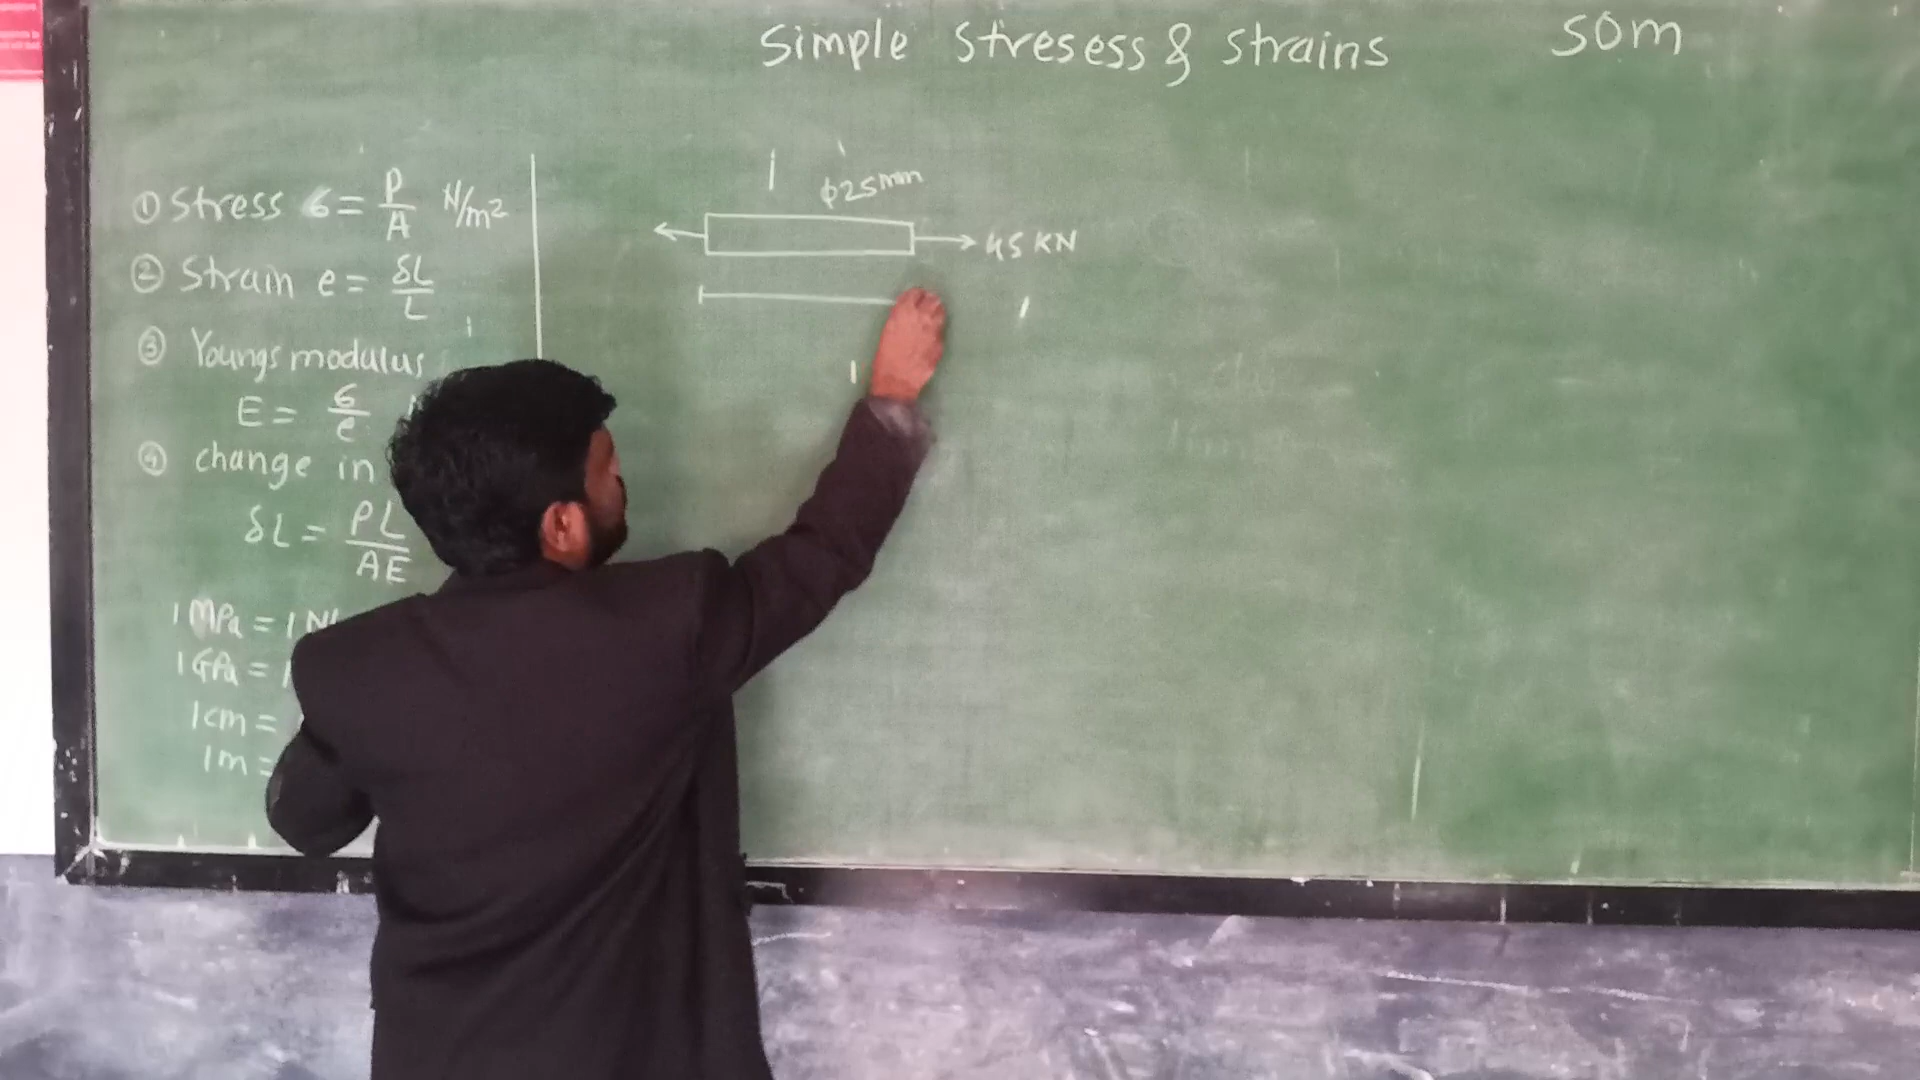 Simple stresess & strains
SOM
① Stress σ = P/A N/m²
② Strain e = δL/L
③ Youngs modulus
E = σ/e
④ change in
δL = PL/AE
1 MPa = 1 N
1 GPa = 1
1cm =
1m =
ϕ25mm
45 KN